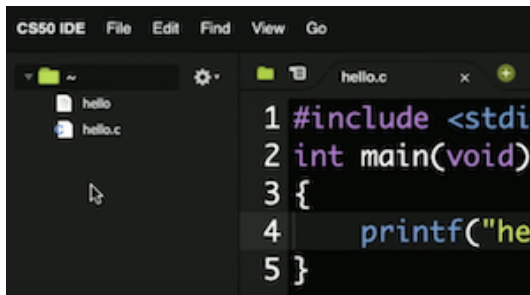 CS50 IDE File Edit Find View Go
~
hello.c
hello
hello.c
1 #include <stdi
2 int main(void)
3 {
4 printf("he
5 }